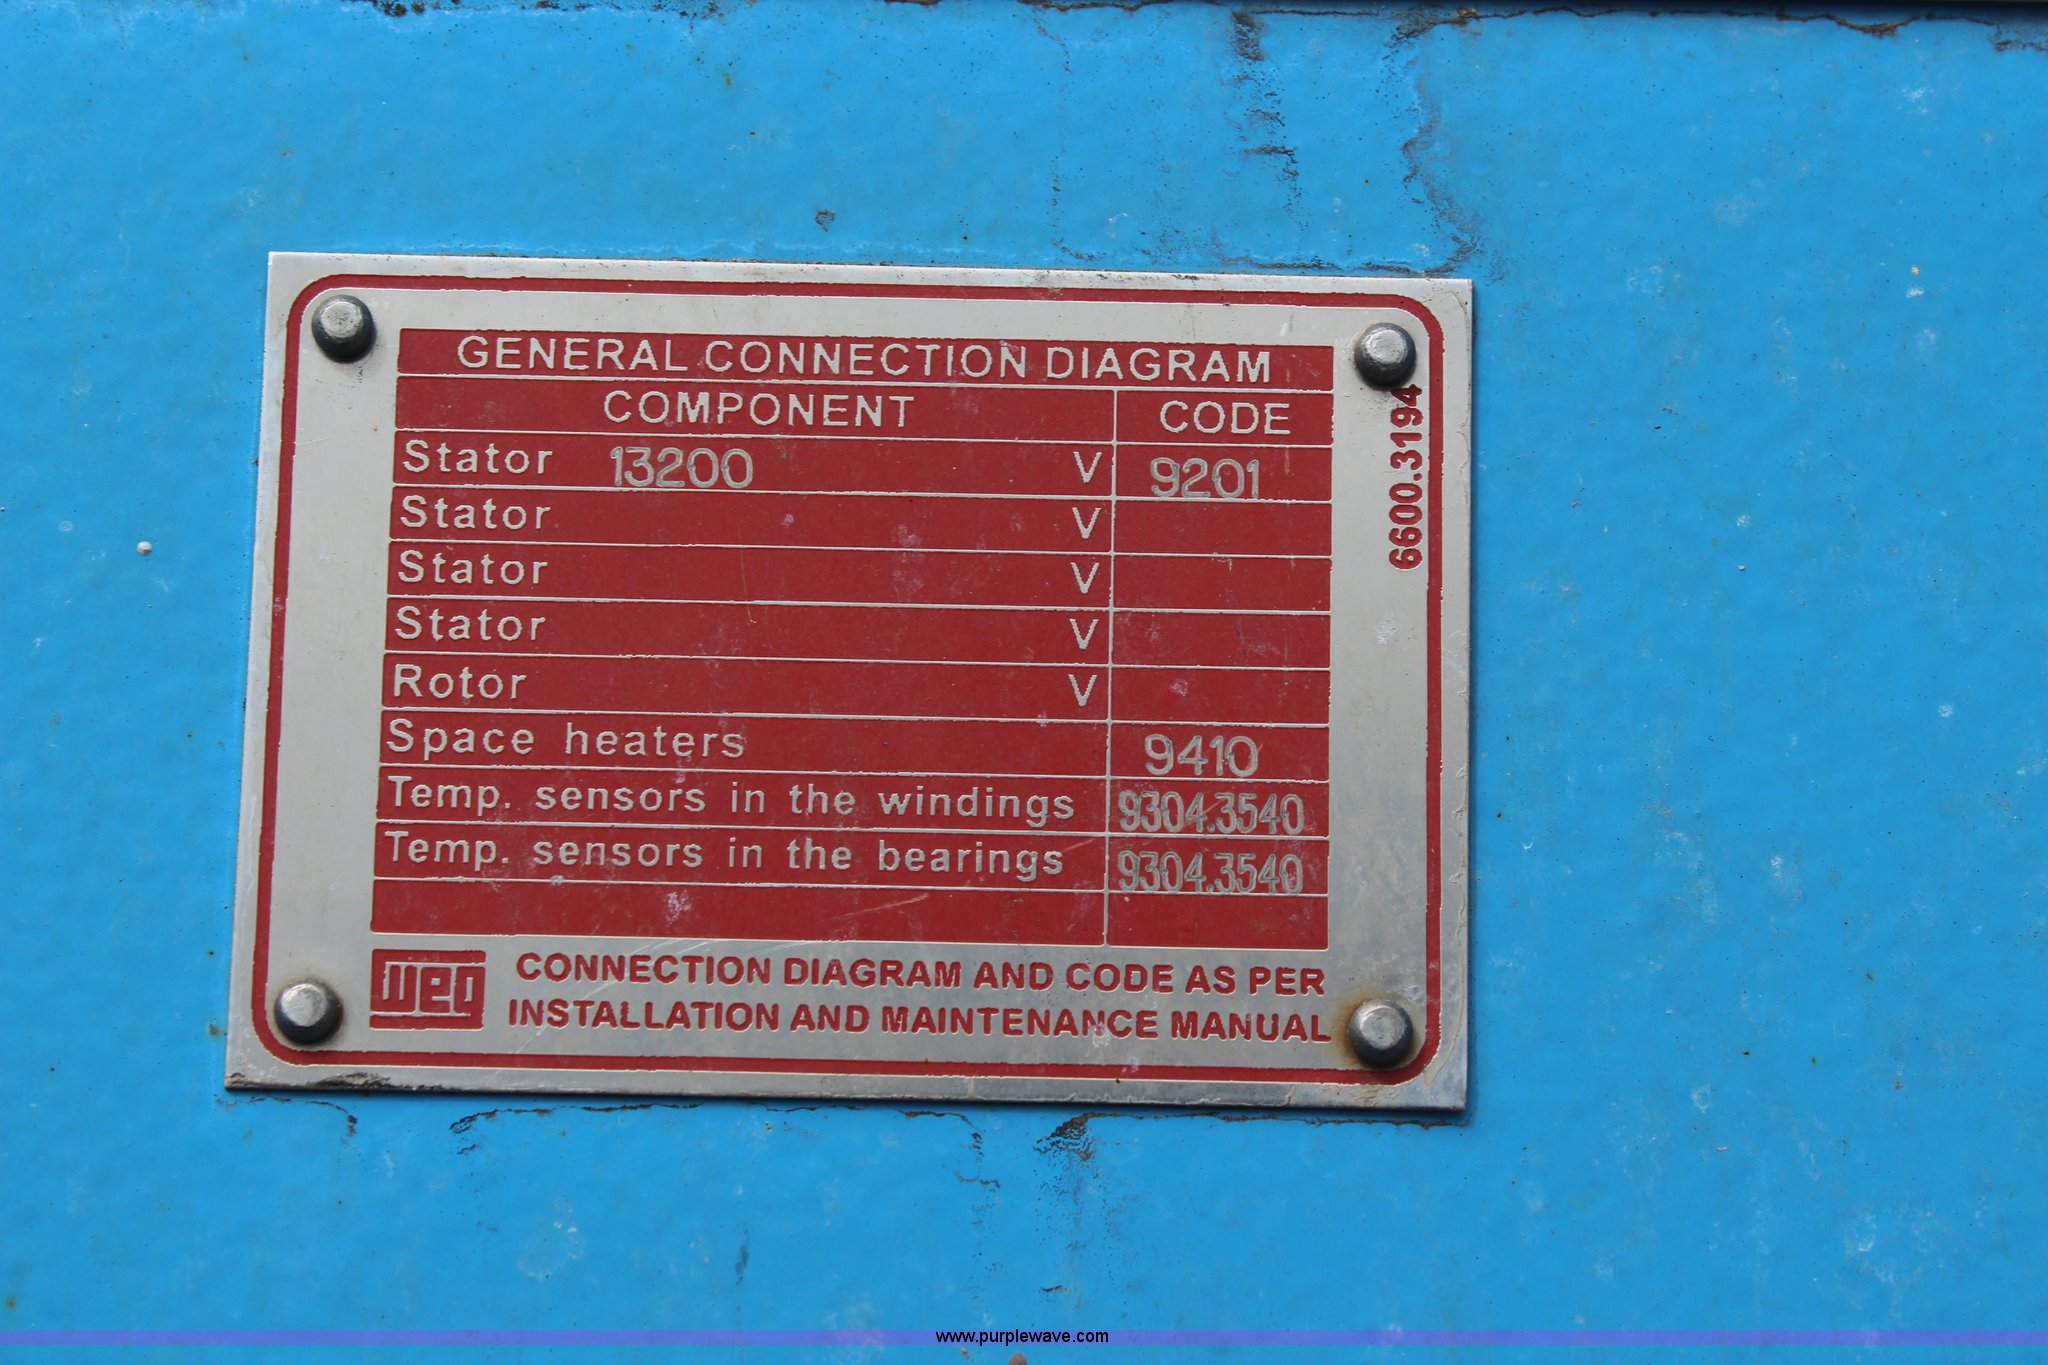 GENERAL CONNECTION DIAGRAM
COMPONENT CODE
Stator 13200 V 9201
Stator V
Stator V
Stator V
Rotor V
Space heaters 9410
Temp. sensors in the windings 9304.3540
Temp. sensors in the bearings 9304.3540
weg CONNECTION DIAGRAM AND CODE AS PER
INSTALLATION AND MAINTENANCE MANUAL
6600.3194
www.purplewave.com